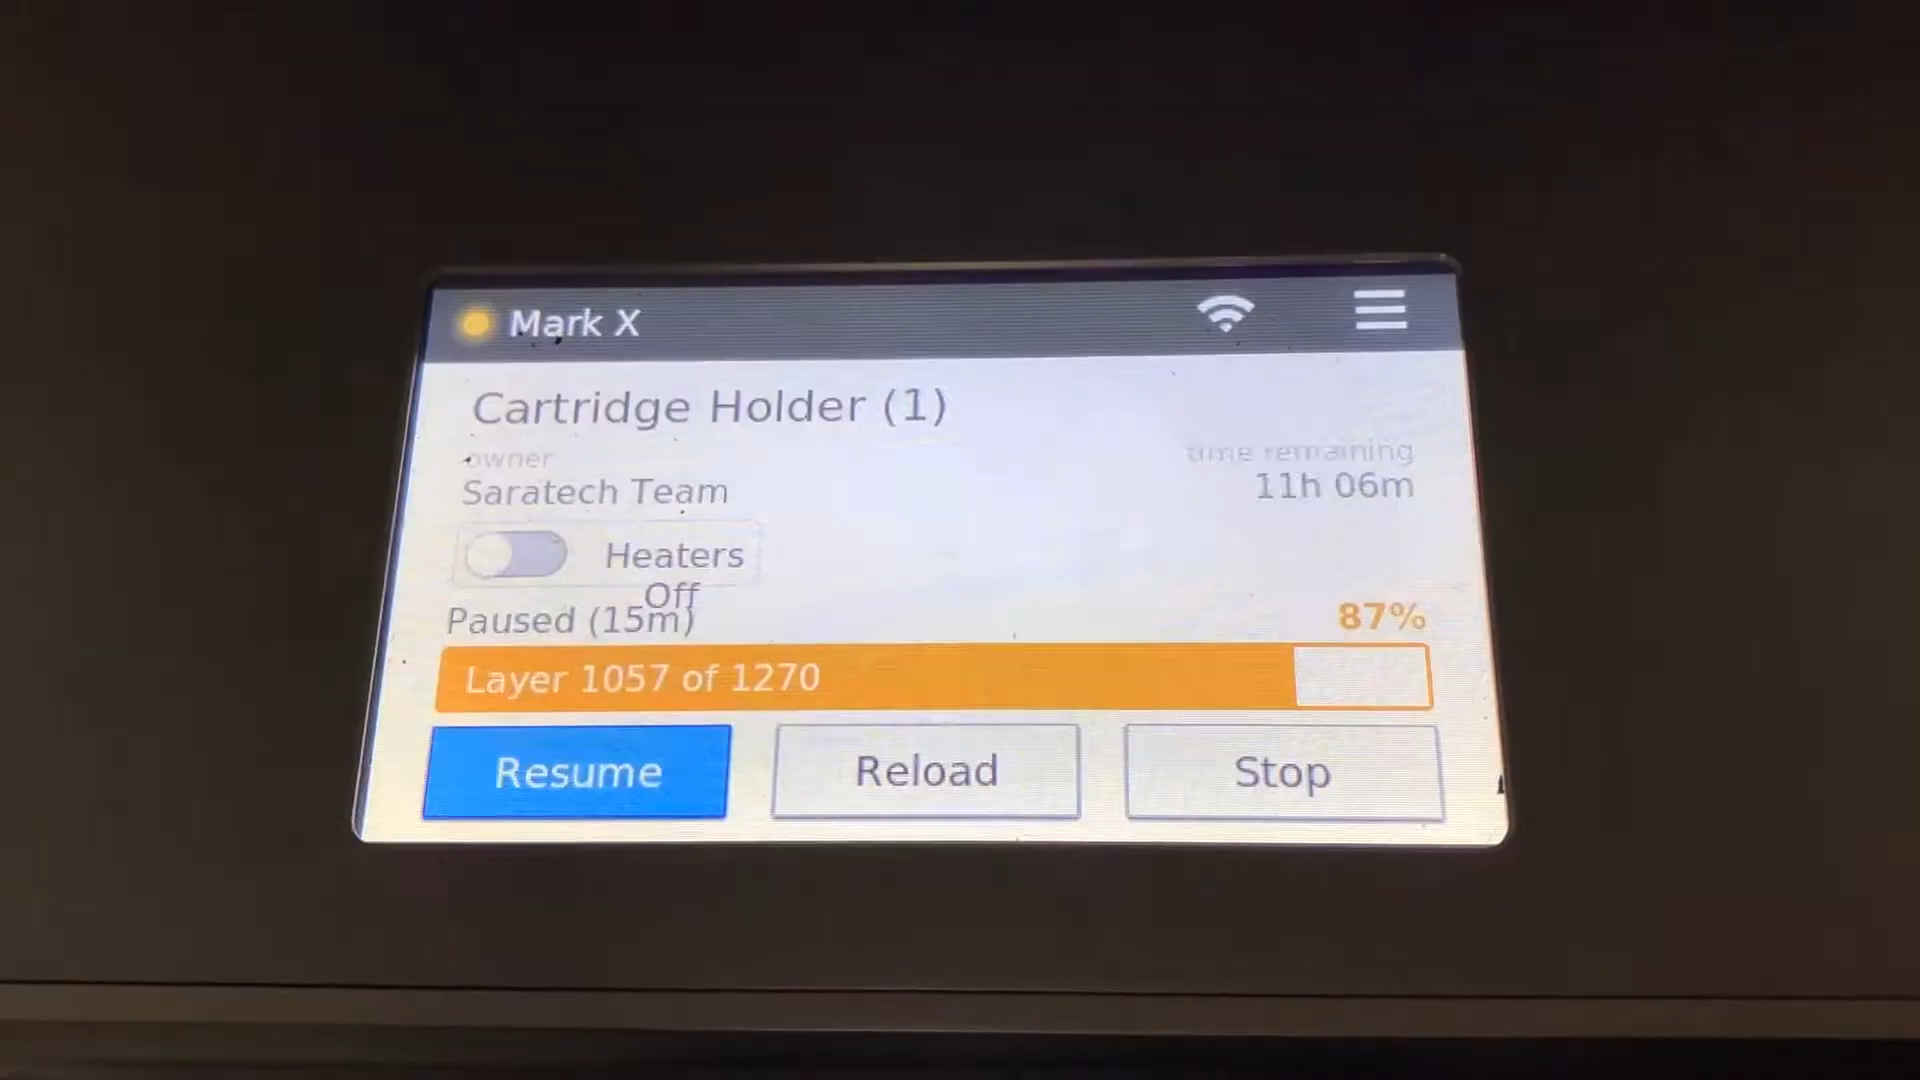 Mark X
Cartridge Holder (1)
owner
time remaining
Saratech Team
11h 06m
Heaters
Off
Paused (15m)
87%
Layer 1057 of 1270
Resume
Reload
Stop